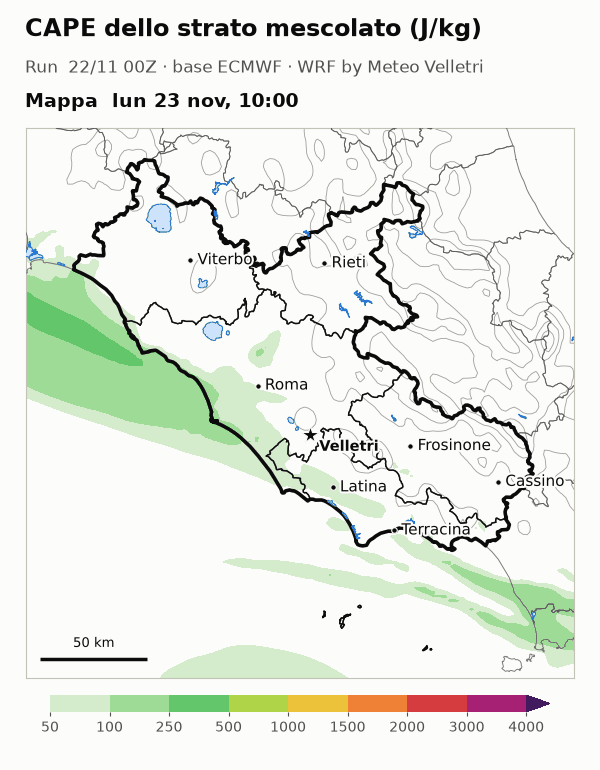 CAPE dello strato mescolato (J/kg)
Run 22/11 00Z · base ECMWF · WRF by Meteo Velletri
Mappa lun 23 nov, 10:00
Viterbo
Rieti
Roma
Velletri
Frosinone
Latina
Cassino
Terracina
50 km
50 100 250 500 1000 1500 2000 3000 4000